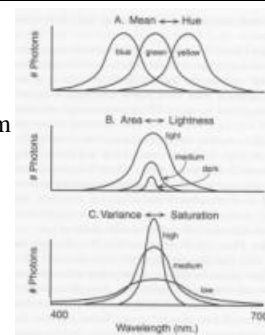 A. Mean ↔ Hue
# Photons
blue
green
yellow
m
B. Area ↔ Lightness
# Photons
light
medium
dark
C. Variance ↔ Saturation
# Photons
high
medium
low
400
700
Wavelength (nm.)